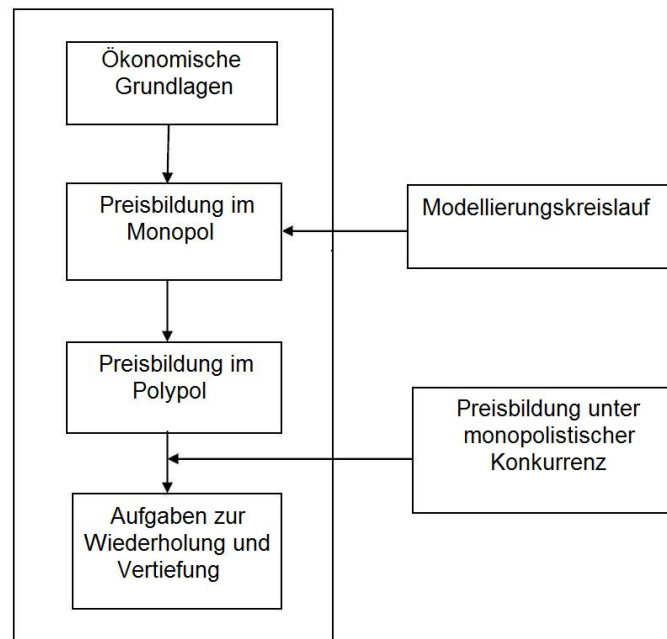 Ökonomische
Grundlagen
Preisbildung im
Monopol
Modellierungskreislauf
Preisbildung im
Polypol
Preisbildung unter
monopolistischer
Konkurrenz
Aufgaben zur
Wiederholung und
Vertiefung